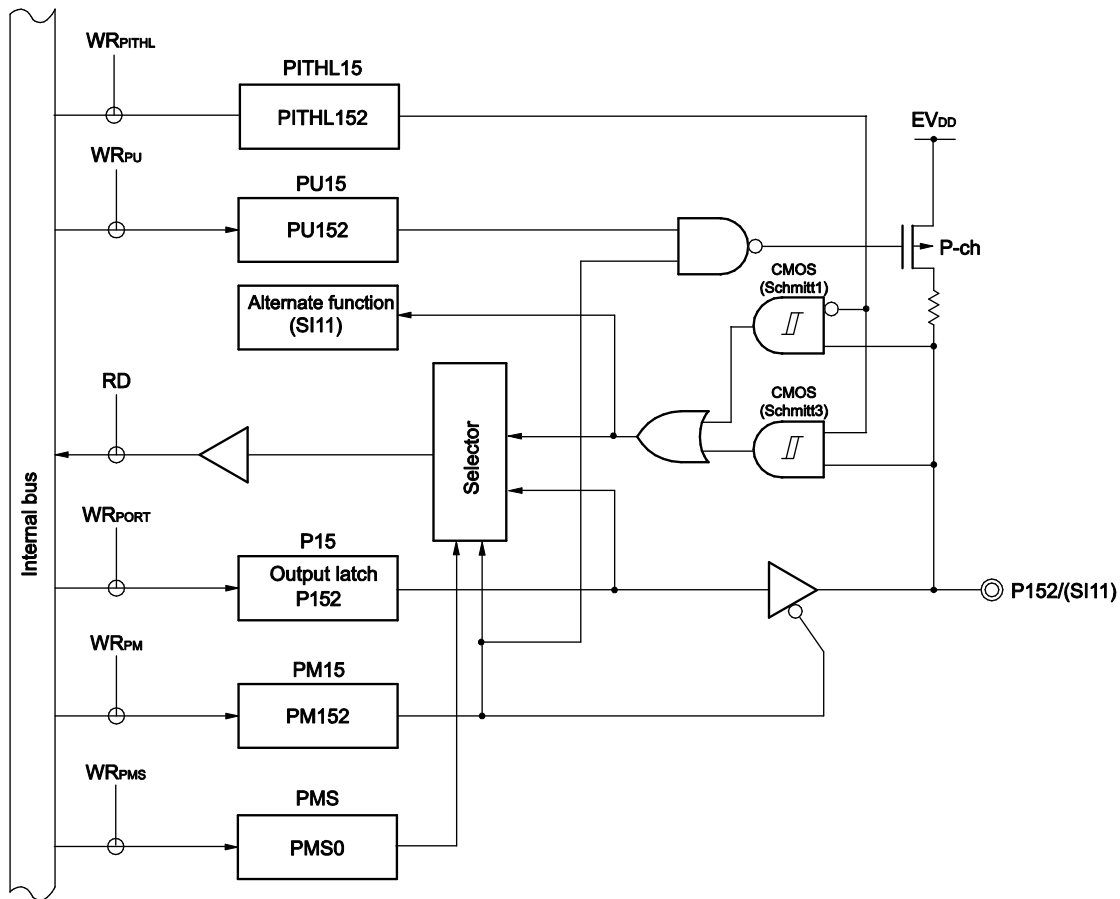 WRPITHL
PITHL15
PITHL152
EVDD
WRPU
PU15
PU152
P-ch
CMOS
(Schmitt1)
Alternate function
(SI11)
RD
CMOS
(Schmitt3)
Selector
Internal bus
WRPORT
P15
Output latch
P152
P152/(SI11)
WRPM
PM15
PM152
WRPMS
PMS
PMS0